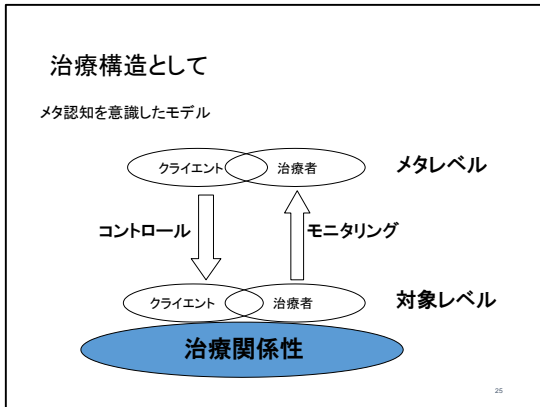 治療構造として
メタ認知を意識したモデル
クライエント 治療者 メタレベル
コントロール モニタリング
クライエント 治療者 対象レベル
治療関係性
25